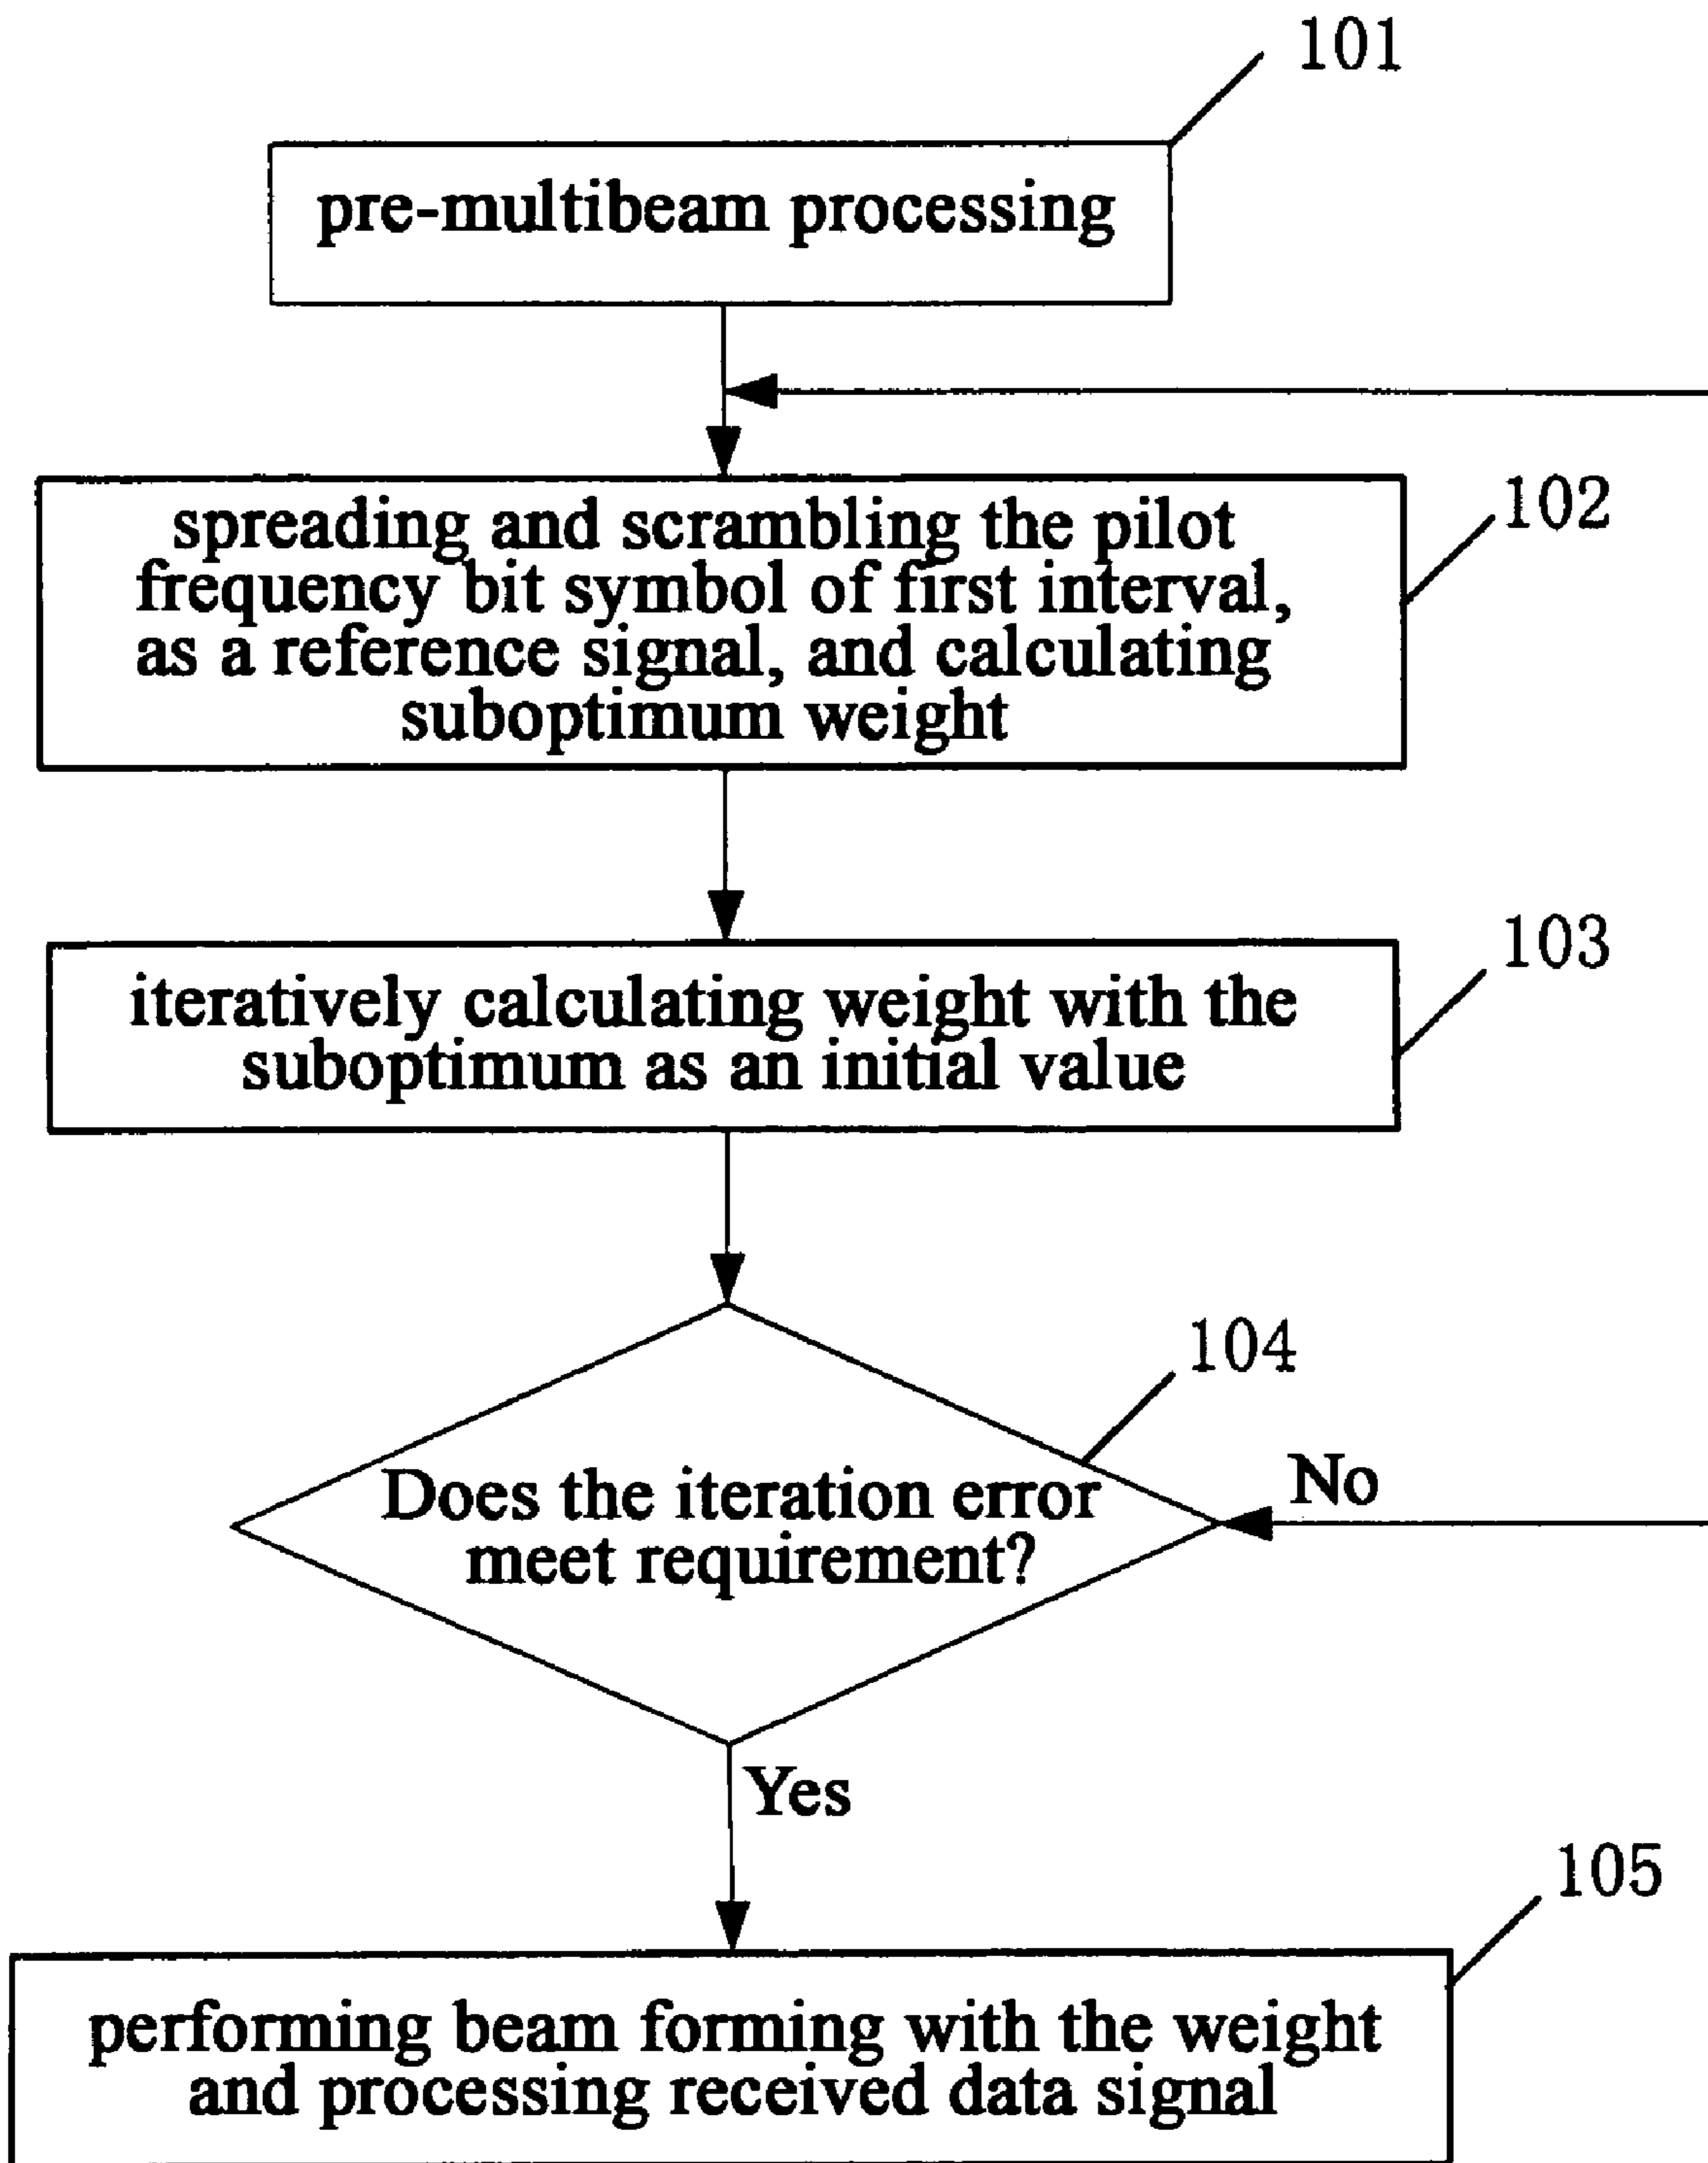 101
pre-multibeam processing
102
spreading and scrambling the pilot
frequency bit symbol of first interval,
as a reference signal, and calculating
suboptimum weight
103
iteratively calculating weight with the
suboptimum as an initial value
104
Does the iteration error
meet requirement?
No
Yes
105
performing beam forming with the weight
and processing received data signal